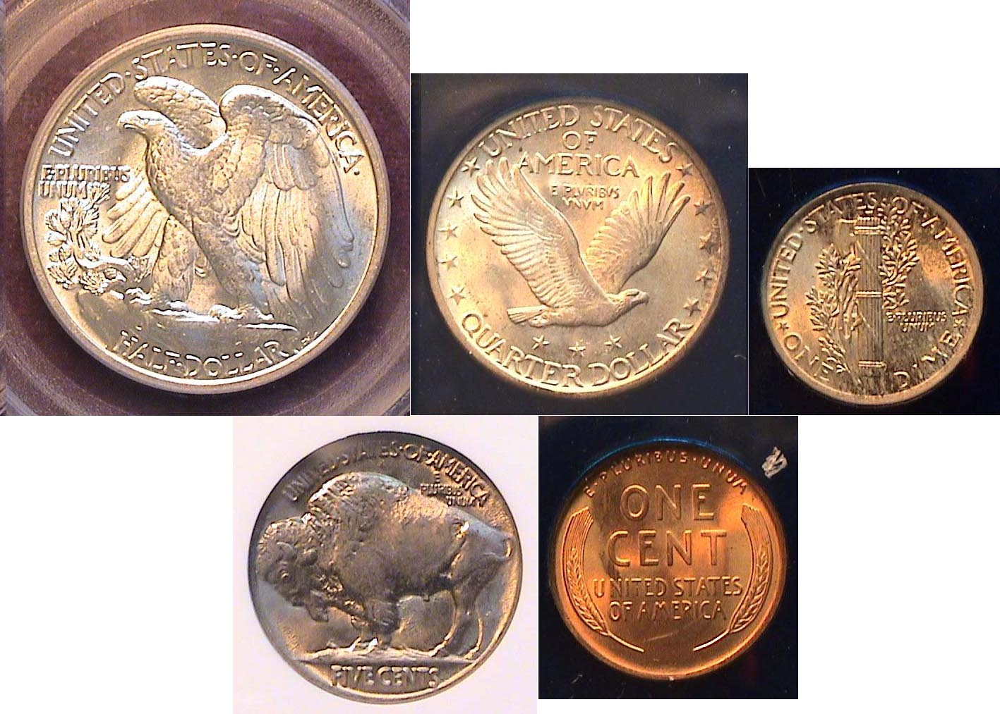 UNITED·STATES·OF·AMERICA·
E·PLURIBUS
UNUM
HALF·DOLLAR
UNITED STATES
OF
AMERICA
E PLVRIBVS
VNVM
QUARTER DOLLAR
UNITED·STATES·OF·AMERICA
E·PLURIBUS
UNUM
ONE DIME
UNITED·STATES·OF·AMERICA
E
PLURIBUS
UNUM
FIVE CENTS
E·PLURIBUS·UNUM
ONE
CENT
UNITED STATES
OF AMERICA